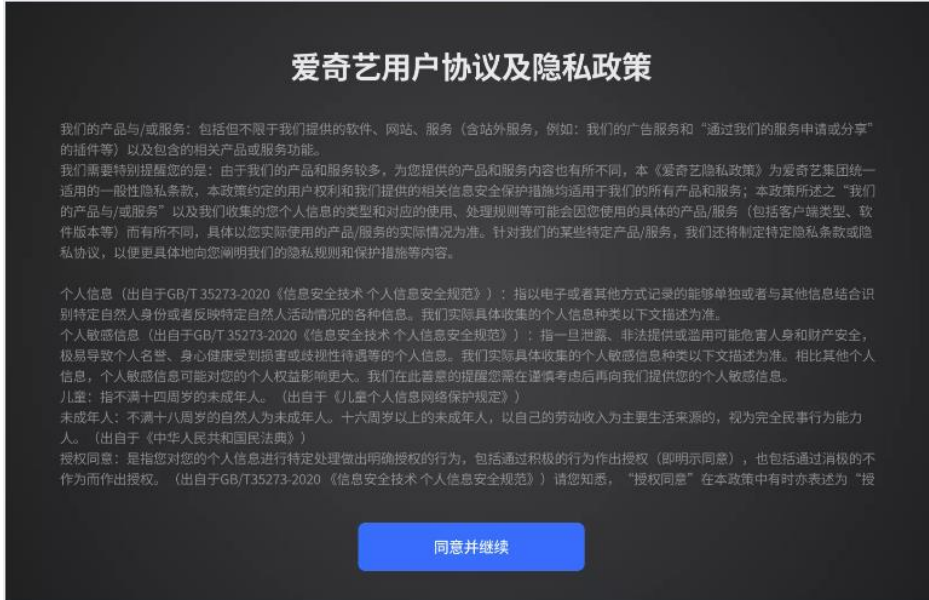 爱奇艺用户协议及隐私政策
我们的产品与/或服务：包括但不限于我们提供的软件、网站、服务（含站外服务，例如：我们的广告服务和“通过我们的服务申请或分享”
的插件等）以及包含的相关产品或服务功能。
我们需要特别提醒您的是：由于我们的产品和服务较多，为您提供的产品和服务内容也有所不同，本《爱奇艺隐私政策》为爱奇艺集团统一
适用的一般性隐私条款，本政策约定的用户权利和我们提供的相关信息安全保护措施均适用于我们的所有产品和服务；本政策所述之“我们
的产品与/或服务”以及我们收集的您个人信息的类型和对应的使用、处理规则等可能会因您使用的具体的产品/服务（包括客户端类型、软
件版本等）而有所不同，具体以您实际使用的产品/服务的实际情况为准。针对我们的某些特定产品/服务，我们还将制定特定隐私条款或隐
私协议，以便更具体地向您阐明我们的隐私规则和保护措施等内容。
个人信息（出自于GB/T 35273-2020《信息安全技术 个人信息安全规范》）：指以电子或者其他方式记录的能够单独或者与其他信息结合识
别特定自然人身份或者反映特定自然人活动情况的各种信息。我们实际具体收集的个人信息种类以下文描述为准。
个人敏感信息（出自于GB/T 35273-2020《信息安全技术 个人信息安全规范》）：指一旦泄露、非法提供或滥用可能危害人身和财产安全，
极易导致个人名誉、身心健康受到损害或歧视性待遇等的个人信息。我们实际具体收集的个人敏感信息种类以下文描述为准。相比其他个人
信息，个人敏感信息可能对您的个人权益影响更大。我们在此善意的提醒您需在谨慎考虑后再向我们提供您的个人敏感信息。
儿童：指不满十四周岁的未成年人。（出自于《儿童个人信息网络保护规定》）
未成年人：不满十八周岁的自然人为未成年人。十六周岁以上的未成年人，以自己的劳动收入为主要生活来源的，视为完全民事行为能力
人。（出自于《中华人民共和国民法典》）
授权同意：是指您对您的个人信息进行特定处理做出明确授权的行为，包括通过积极的行为作出授权（即明示同意），也包括通过消极的不
作为而作出授权。（出自于GB/T35273-2020 《信息安全技术 个人信息安全规范》）请您知悉，“授权同意”在本政策中有时亦表述为“授
同意并继续